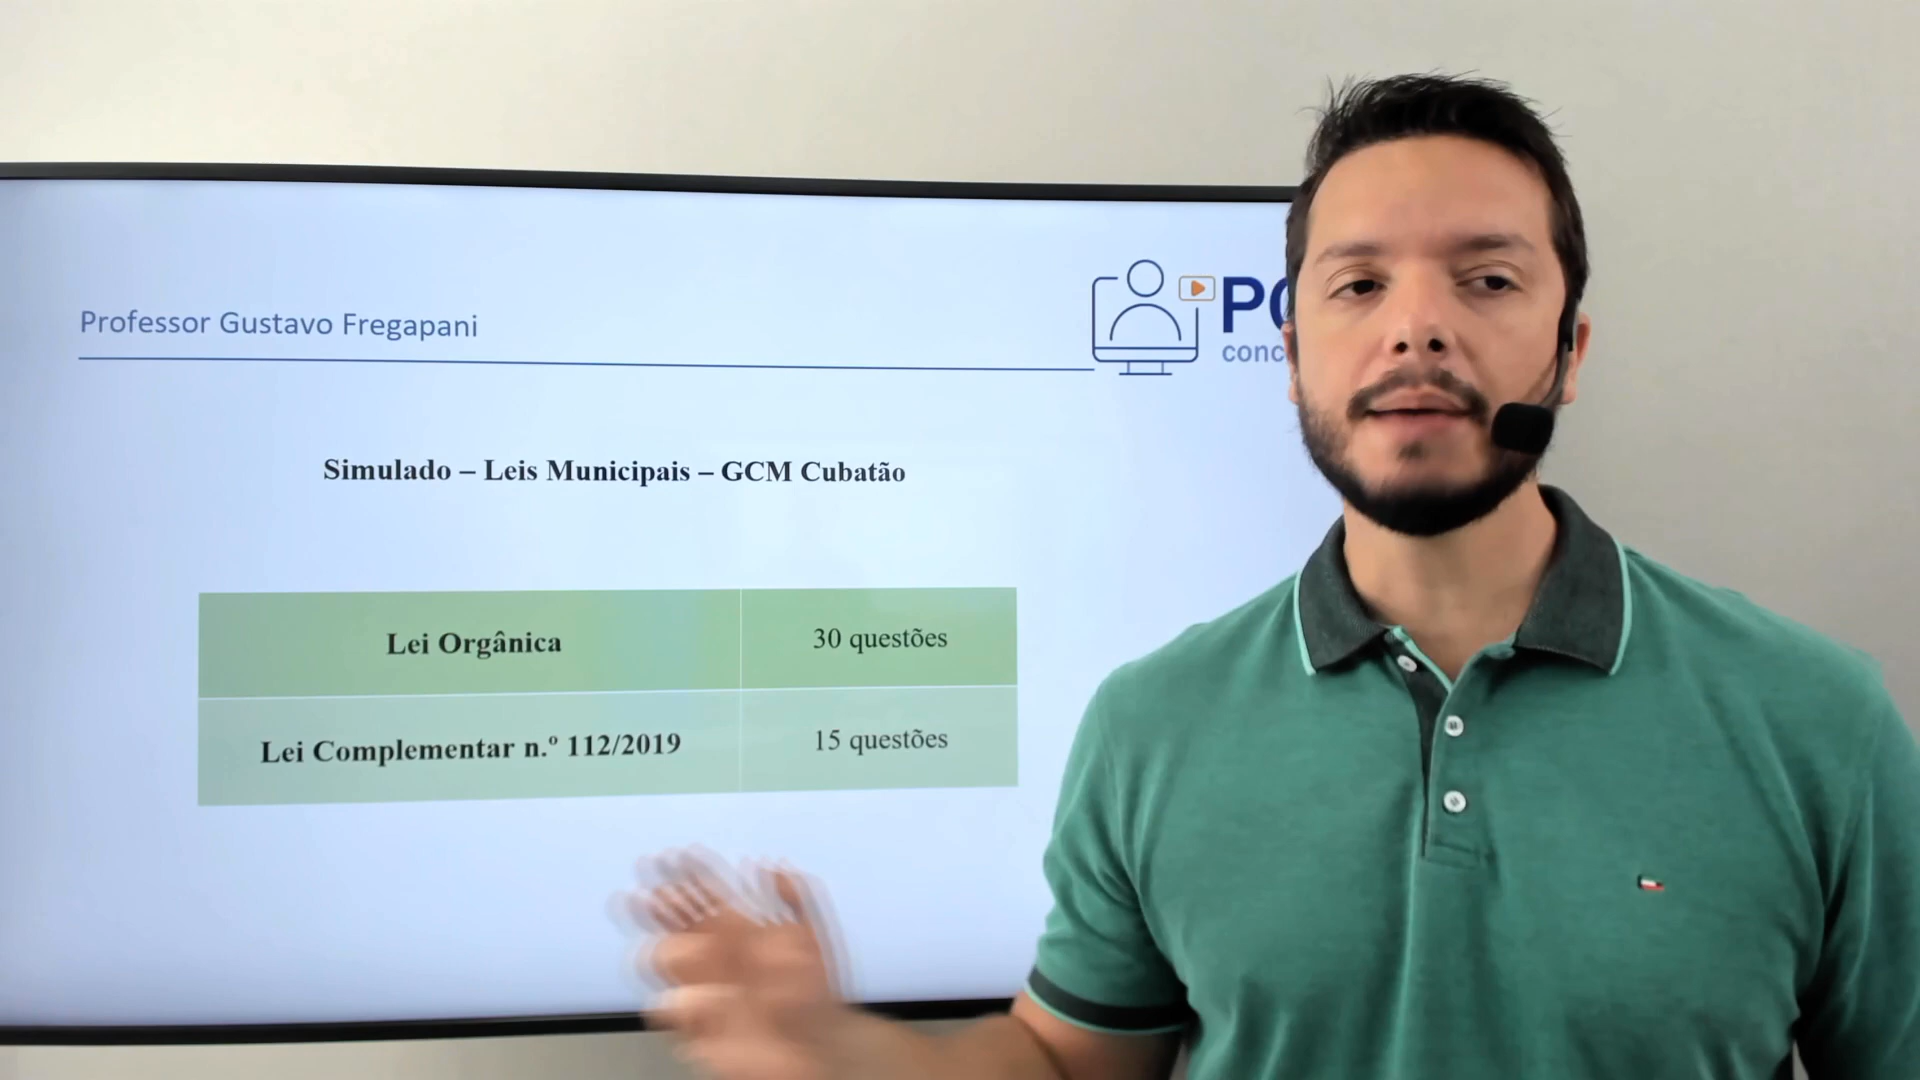 Professor Gustavo Fregapani
Simulado – Leis Municipais – GCM Cubatão
Lei Orgânica
30 questões
Lei Complementar n.º 112/2019
15 questões